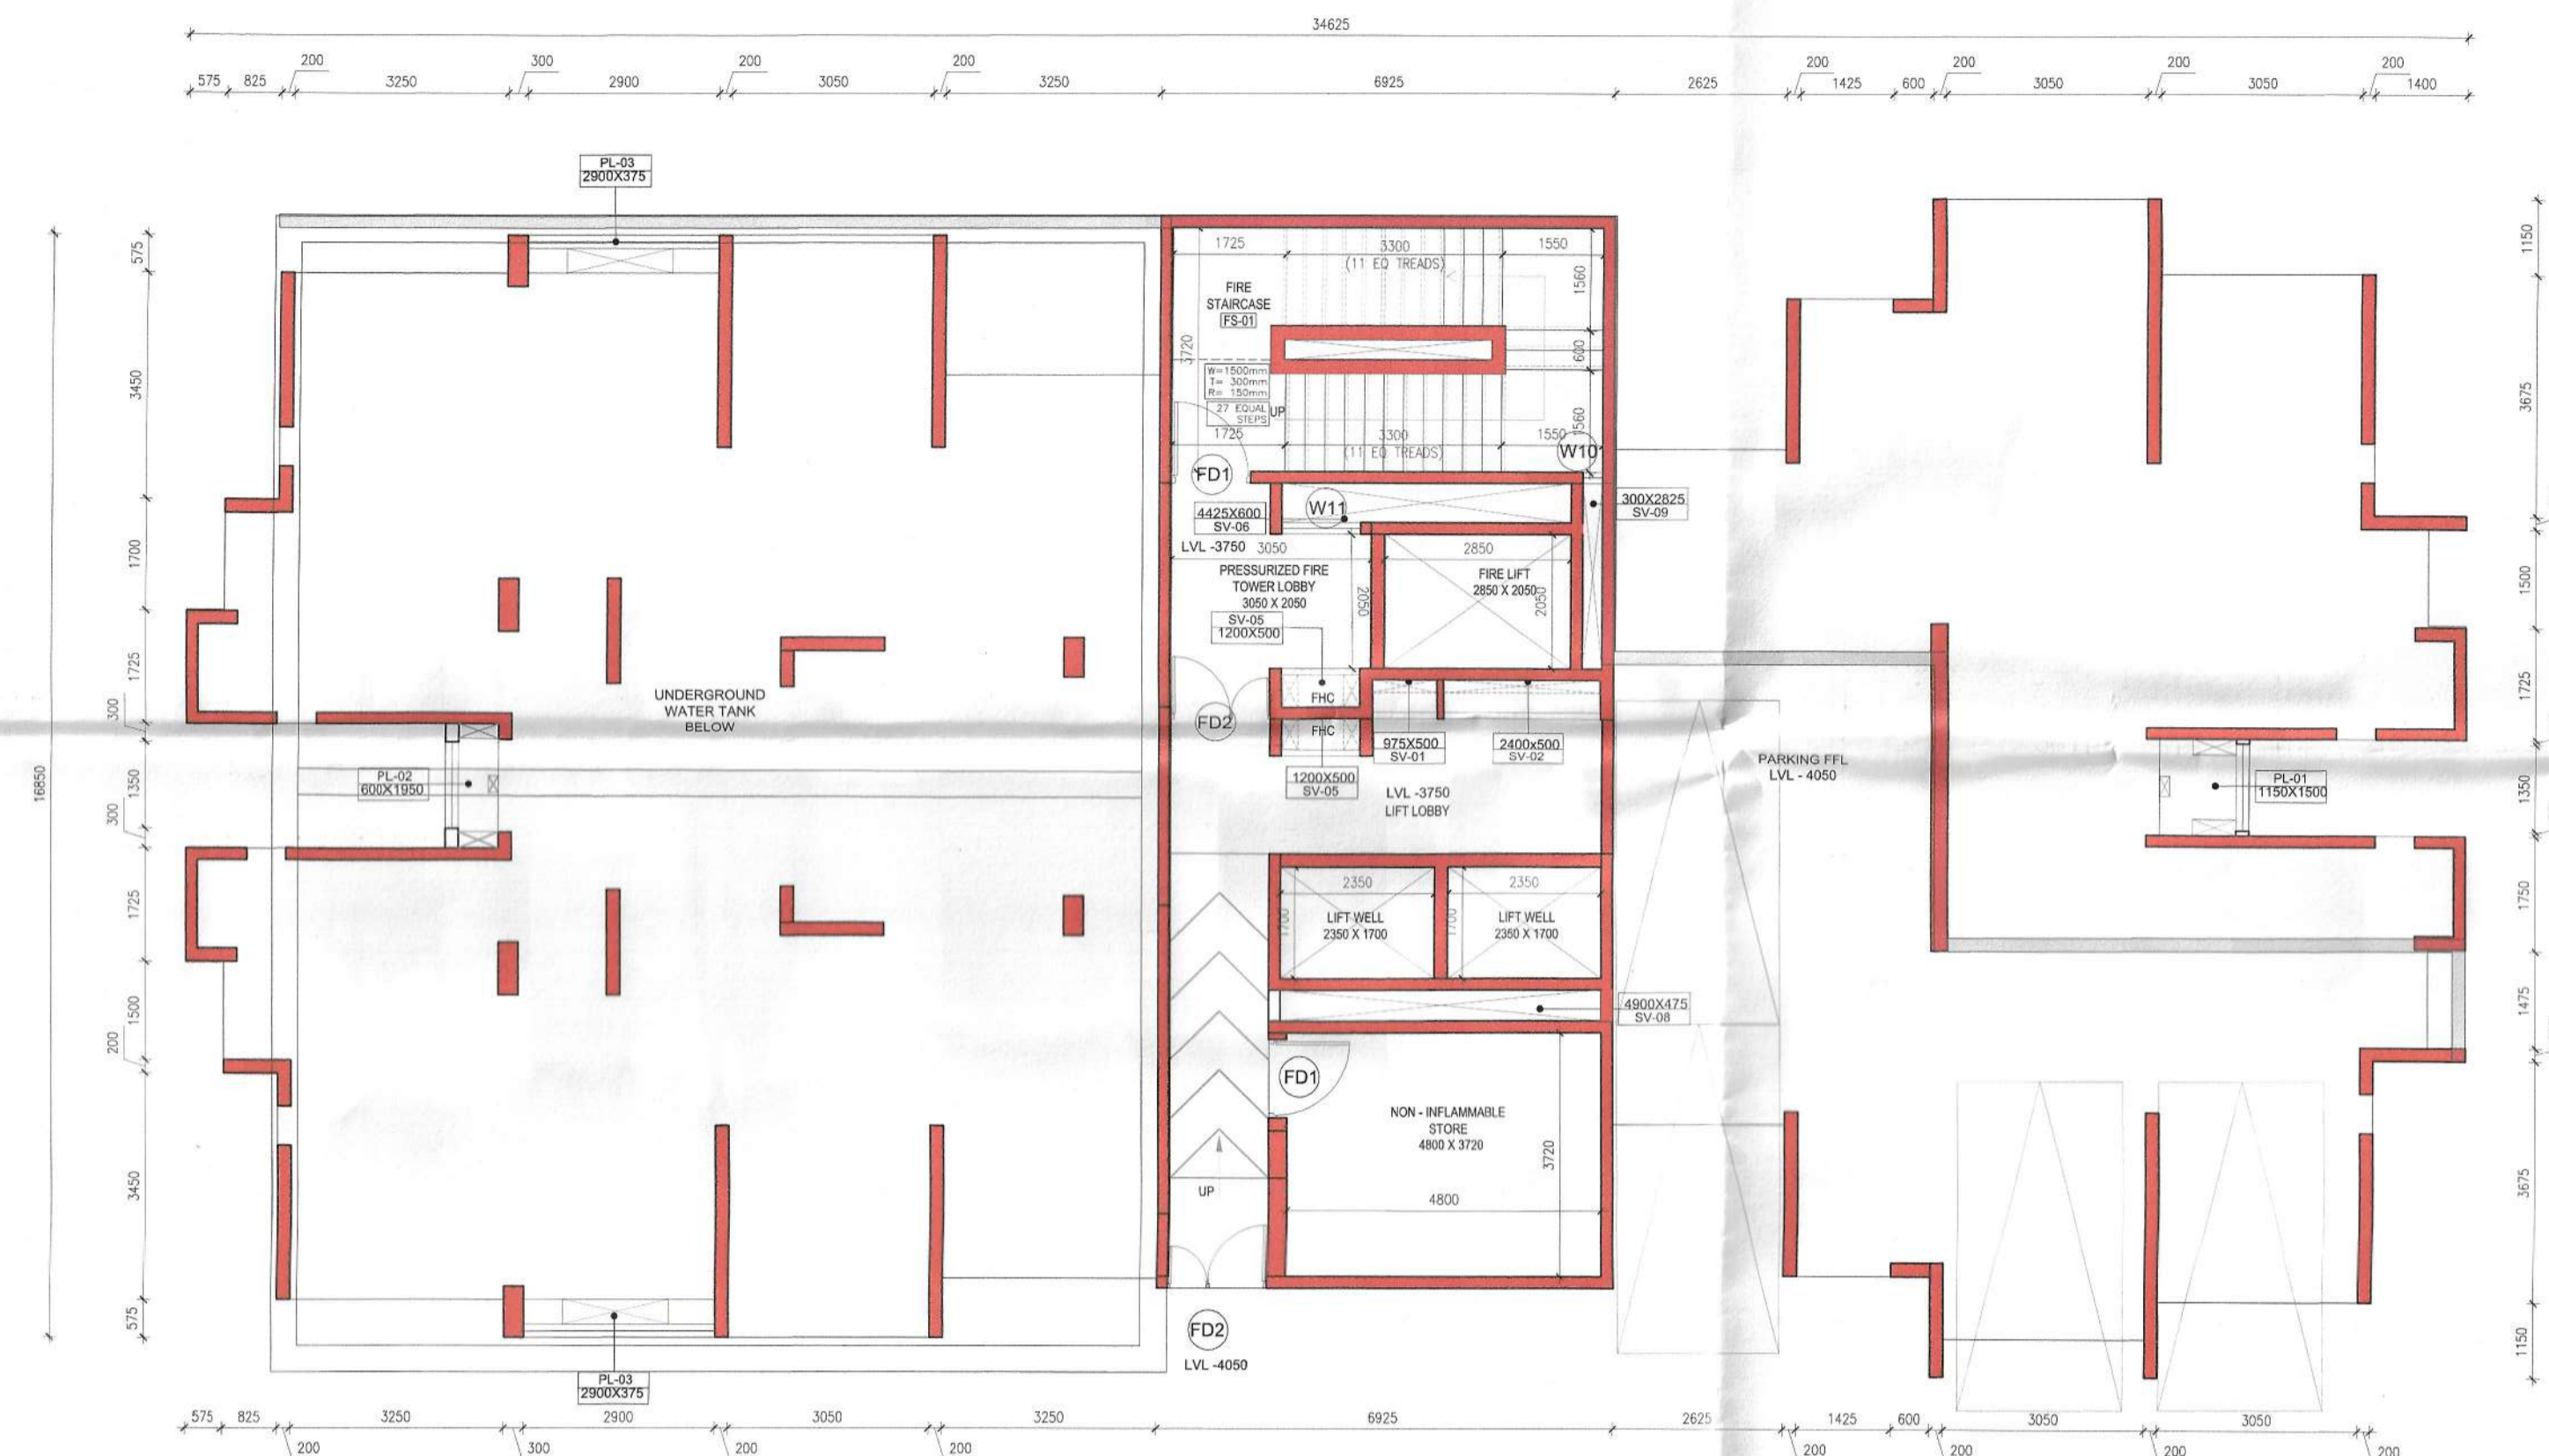 34625
200 300 200 200 200 200 200 200
575 825 3250 2900 3050 3250 6925 2625 1425 600 3050 3050 1400
PL-03
2900X375
16850
575
3450
1700
1725
300
1350
300
1725
1500
200
3450
575
1725 3300 1550
(11 EQ TREADS)
1560
FIRE
STAIRCASE
FS-01
3720
600
W=1500mm
T= 300mm
R= 150mm
27 EQUAL
STEPS
UP
1560
1725 3300 1550
(11 EQ TREADS)
W10
FD1
300X2825
SV-09
4425X600
SV-06
W11
LVL -3750 3050
2850
PRESSURIZED FIRE
TOWER LOBBY
3050 X 2050
2050
FIRE LIFT
2850 X 2050
2050
SV-05
1200X500
UNDERGROUND
WATER TANK
BELOW
FHC
FD2
FHC
975X500
SV-01
2400x500
SV-02
PL-02
600X1950
1200X500
SV-05
LVL -3750
LIFT LOBBY
PARKING FFL
LVL - 4050
PL-01
1150X1500
2350
2350
1700
LIFT WELL
2350 X 1700
1700
LIFT WELL
2350 X 1700
4900X475
SV-08
FD1
NON - INFLAMMABLE
STORE
4800 X 3720
3720
UP
4800
FD2
LVL -4050
PL-03
2900X375
1150
3675
1500
1725
1350
1750
1475
3675
1150
575 825 3250 2900 3050 3250 6925 2625 1425 600 3050 3050
200 300 200 200 200 200 200 200